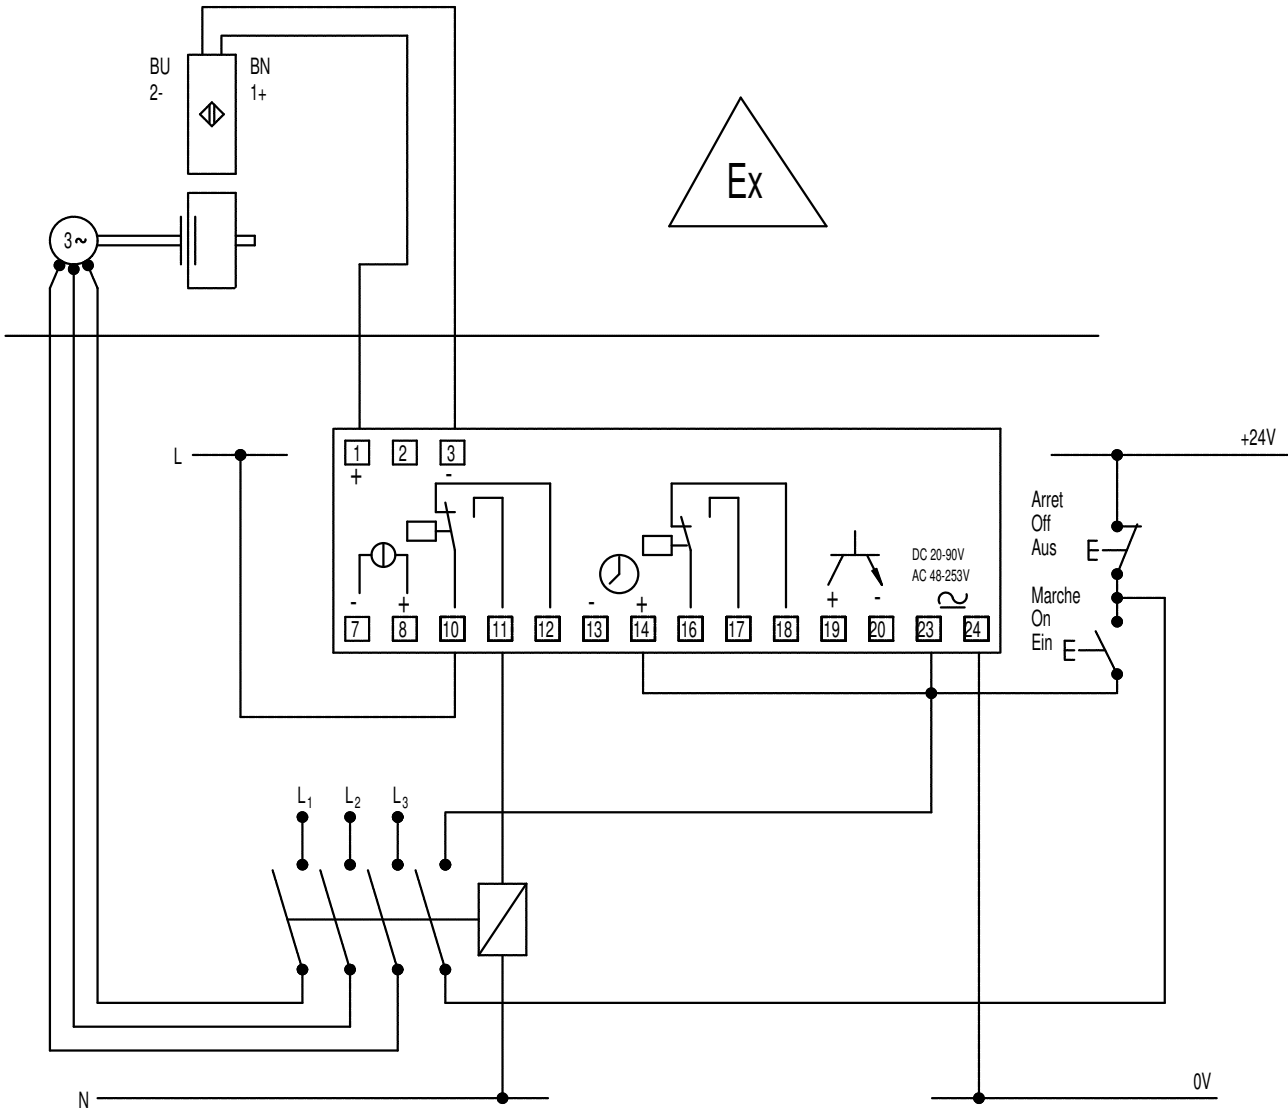 BU
2-
BN
1+
Ex
3~
L
1
2
3
+
-
+24V
Arret
Off
Aus
E
Marche
On
Ein
E
DC 20-90V
AC 48-253V
-
+
-
+
+
-
7
8
10
11
12
13
14
16
17
18
19
20
23
24
L1
L2
L3
N
0V